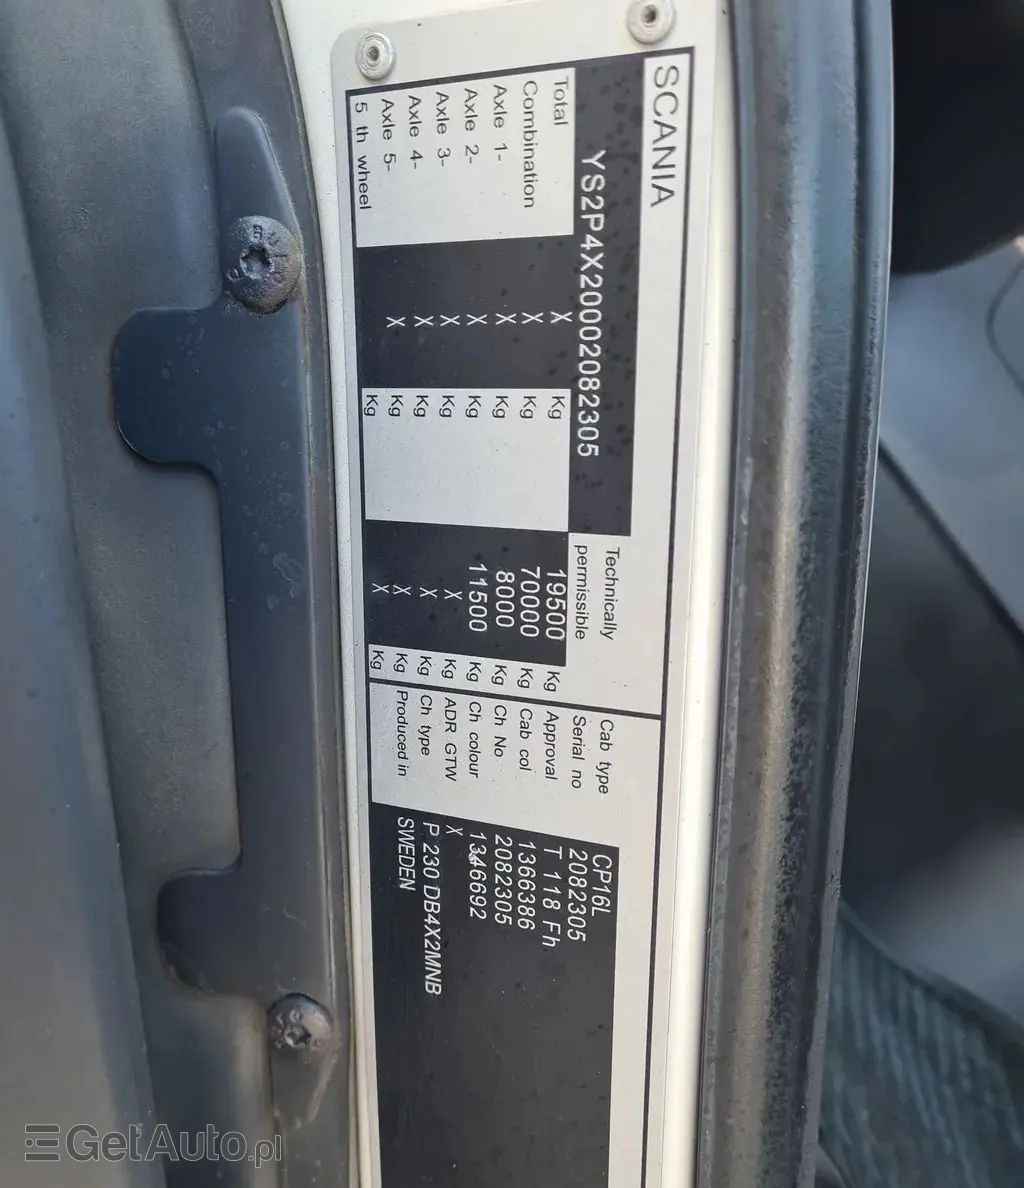 SCANIA
YS2P4X20002082305
Technically
permissible
Total X Kg 19500 Kg
Combination X Kg 70000 Kg
Axle 1- X Kg 8000 Kg
Axle 2- X Kg 11500 Kg
Axle 3- X Kg X Kg
Axle 4- X Kg X Kg
Axle 5- X Kg X Kg
5 th wheel Kg X Kg
Cab type CP16L
Serial no 2082305
Approval T 118 Fh
Cab col 1366386
Ch No 2082305
Ch colour 1346692
ADR GTW X
Ch type P 230 DB4X2MNB
Produced in SWEDEN
GetAuto.pl